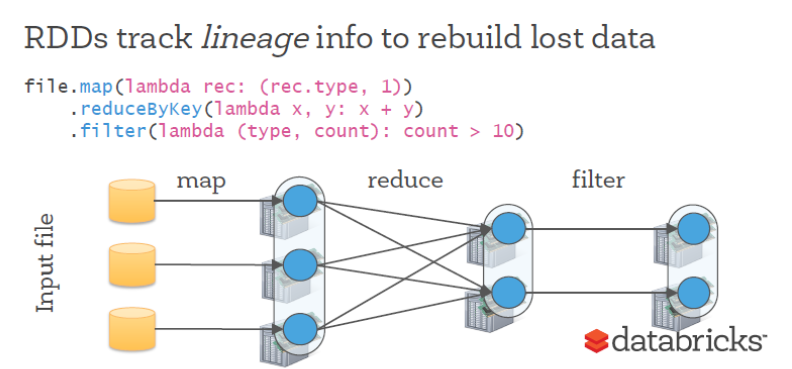 RDDs track lineage info to rebuild lost data
file.map(lambda rec: (rec.type, 1))
    .reduceByKey(lambda x, y: x + y)
    .filter(lambda (type, count): count > 10)
map
reduce
filter
Input file
databricks